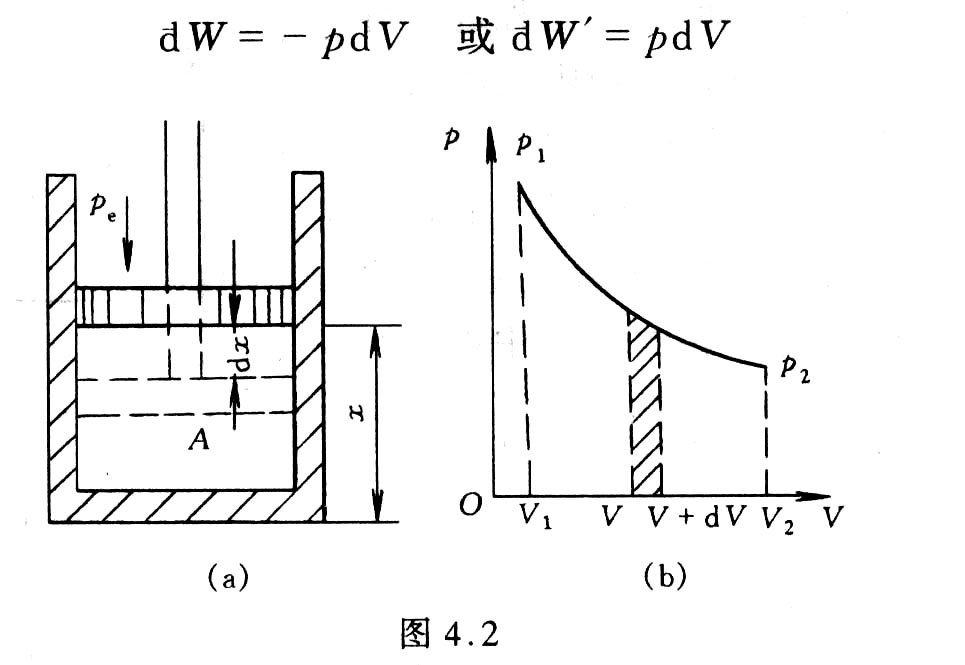 dW = - pdV 或 dW′ = pdV
p p₁
pₑ
dx
x
p₂
A
O V₁ V V + dV V₂ V
(a) (b)
图 4.2